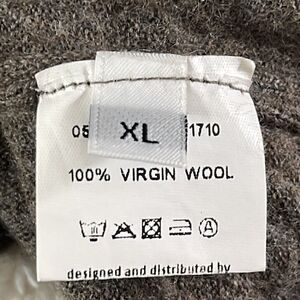 05 XL 1710
100% VIRGIN WOOL
A
designed and distributed by